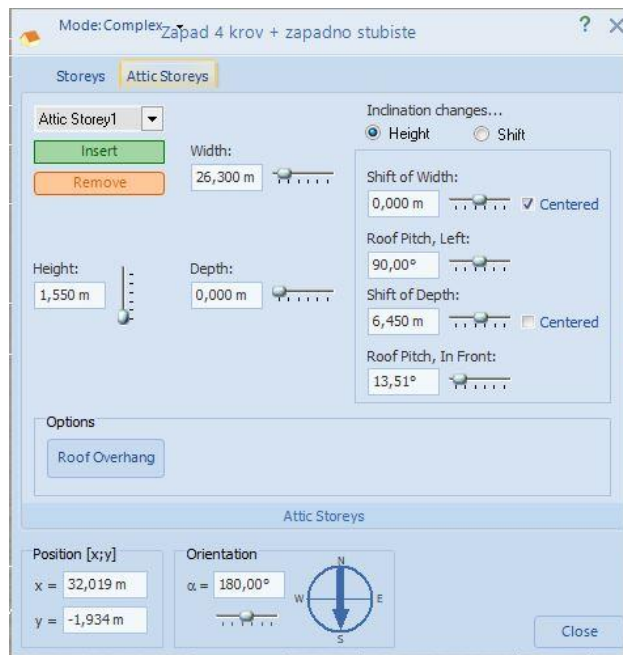 Mode:Complex
Zapad 4 krov + zapadno stubiste
?
Storeys Attic Storeys
Attic Storey1
Insert
Remove
Width:
26,300 m
Height:
1,550 m
Depth:
0,000 m
Inclination changes...
Height Shift
Shift of Width:
0,000 m Centered
Roof Pitch, Left:
90,00°
Shift of Depth:
6,450 m Centered
Roof Pitch, In Front:
13,51°
Options
Roof Overhang
Attic Storeys
Position [x;y]
x = 32,019 m
y = -1,934 m
Orientation
α = 180,00°
N
W E
S
Close